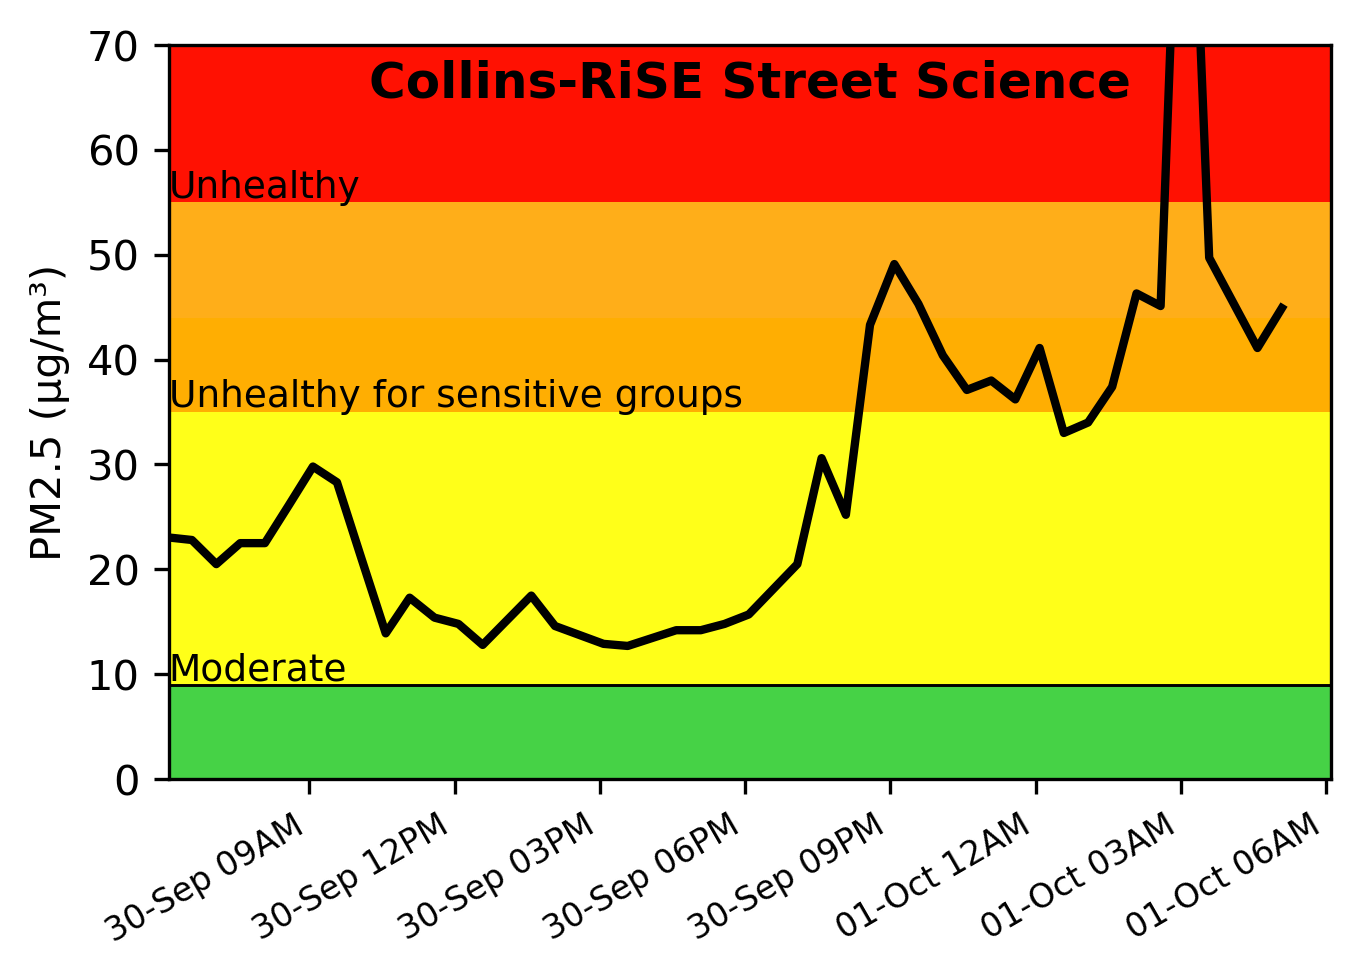 Collins-RiSE Street Science
70
60
Unhealthy
50
40
Unhealthy for sensitive groups
30
20
Moderate
10
0
PM2.5 (µg/m³)
30-Sep 09AM
30-Sep 12PM
30-Sep 03PM
30-Sep 06PM
30-Sep 09PM
01-Oct 12AM
01-Oct 03AM
01-Oct 06AM